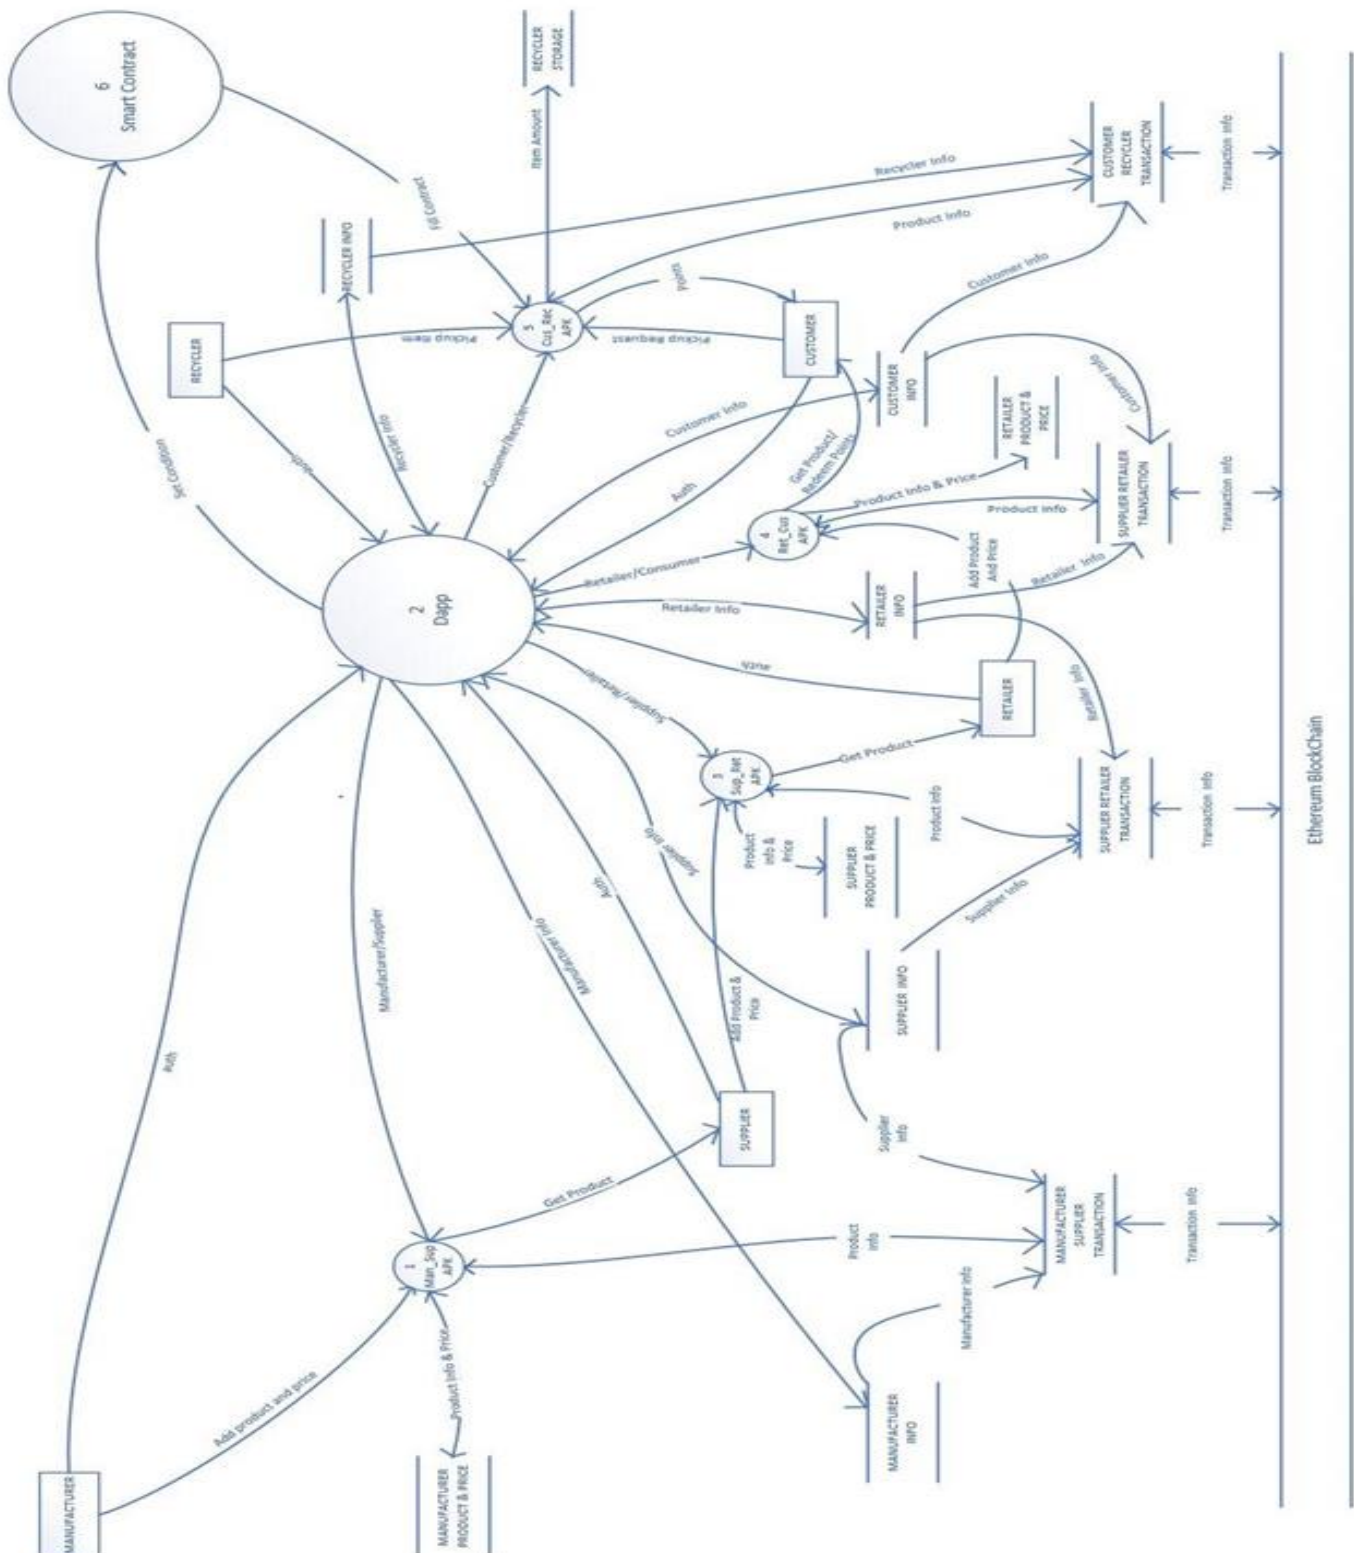 6
Smart Contract
RECYCLER
STORAGE
Item Amount
Fill Contract
Set Condition
RECYCLER INFO
RECYCLER
Pickup Item
Recycler Info
Auth
Recycler Info
Customer/Recycler
5
Cus_Rec
APK
Points
Pickup Request
CUSTOMER
Product Info
CUSTOMER
RECYCLER
TRANSACTION
Transaction Info
Customer Info
CUSTOMER
INFO
Customer Info
Customer Info
Auth
Get Product/
Redeem Points
RETAILER
PRODUCT &
PRICE
Product Info & Price
Product Info
SUPPLIER RETAILER
TRANSACTION
Transaction Info
2
Dapp
4
Ret_Cus
APK
Retailer/Consumer
Add Product
And Price
Retailer Info
Retailer Info
RETAILER
INFO
Retailer Info
Auth
RETAILER
Supplier/Retailer
3
Sup_Ret
APK
Get Product
Product Info
SUPPLIER RETAILER
TRANSACTION
Transaction Info
Product
Info &
Price
SUPPLIER
PRODUCT & PRICE
Supplier Info
Supplier Info
Auth
SUPPLIER INFO
Add Product &
Price
SUPPLIER
Supplier
Info
Manufacturer/Supplier
Manufacturer Info
Auth
Get Product
1
Man_Sup
APK
Product
Info
MANUFACTURER
SUPPLIER
TRANSACTION
Transaction Info
Manufacturer Info
MANUFACTURER
INFO
Add product and price
Product Info & Price
MANUFACTURER
PRODUCT & PRICE
MANUFACTURER
Ethereum BlockChain